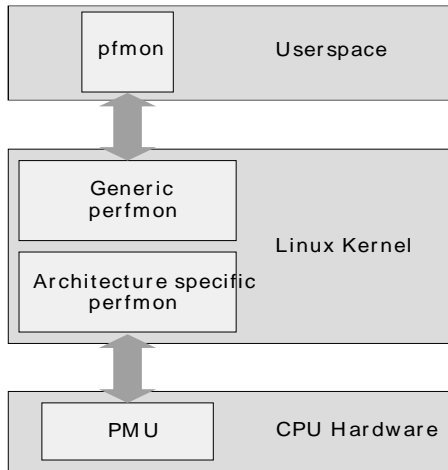 pfmon
Userspace
Generic
perfmon
Linux Kernel
Architecture specific
perfmon
PMU
CPU Hardware